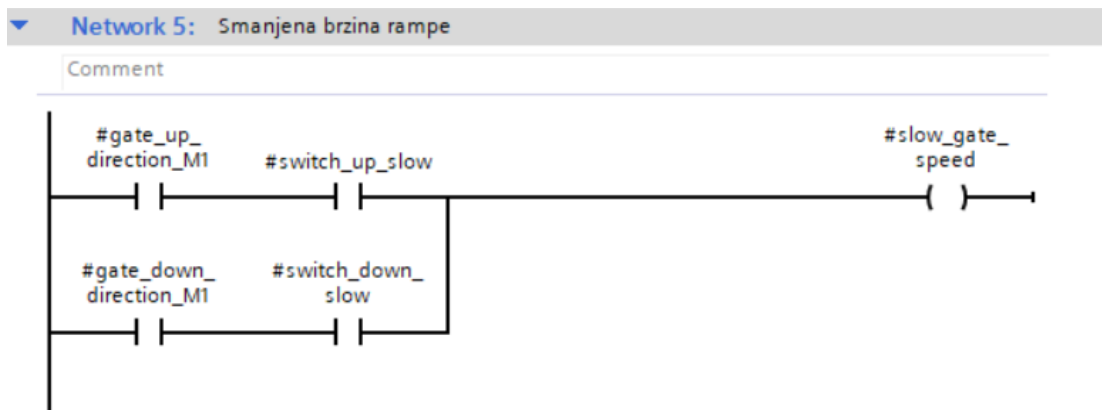 Network 5: Smanjena brzina rampe
Comment
#gate_up_
direction_M1
#switch_up_slow
#slow_gate_
speed
#gate_down_
direction_M1
#switch_down_
slow